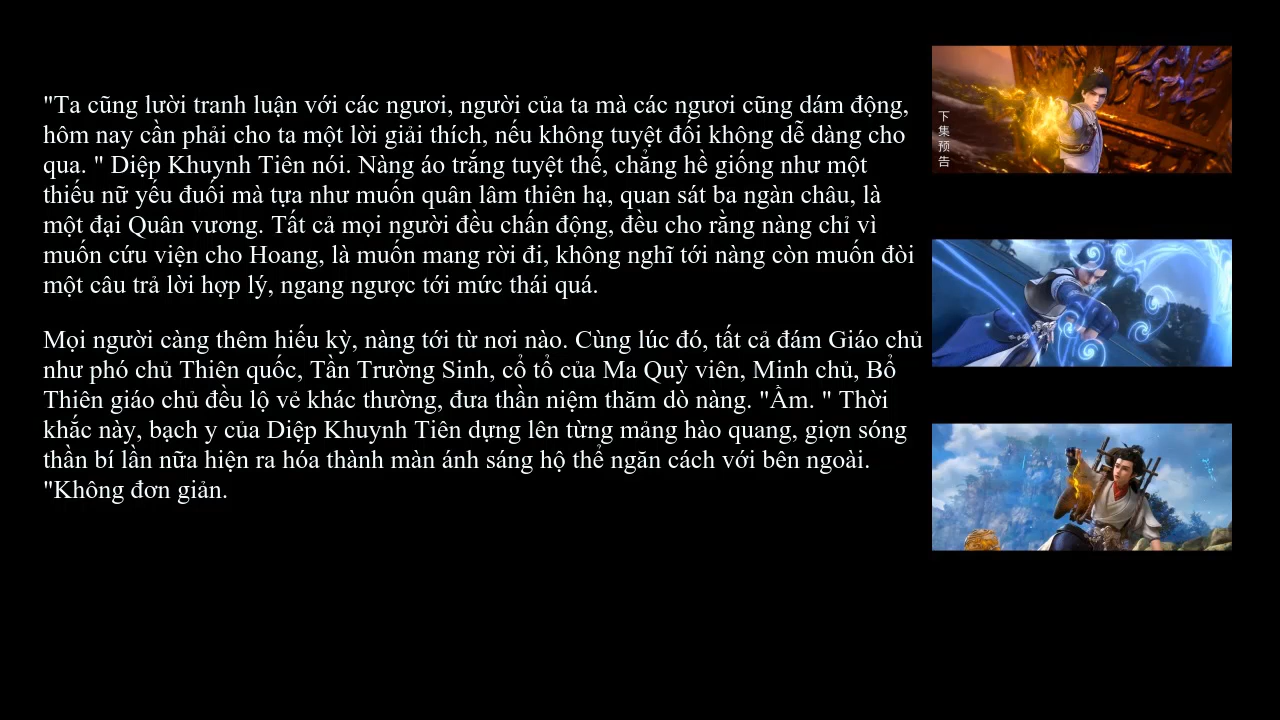 "Ta cũng lười tranh luận với các ngươi, người của ta mà các ngươi cũng dám động,
hôm nay cần phải cho ta một lời giải thích, nếu không tuyệt đối không dễ dàng cho
qua. " Diệp Khuynh Tiên nói. Nàng áo trắng tuyệt thế, chẳng hề giống như một
thiếu nữ yếu đuối mà tựa như muốn quân lâm thiên hạ, quan sát ba ngàn châu, là
một đại Quân vương. Tất cả mọi người đều chấn động, đều cho rằng nàng chỉ vì
muốn cứu viện cho Hoang, là muốn mang rời đi, không nghĩ tới nàng còn muốn đòi
một câu trả lời hợp lý, ngang ngược tới mức thái quá.
Mọi người càng thêm hiếu kỳ, nàng tới từ nơi nào. Cùng lúc đó, tất cả đám Giáo chủ
như phó chủ Thiên quốc, Tần Trường Sinh, cổ tổ của Ma Quỳ viên, Minh chủ, Bổ
Thiên giáo chủ đều lộ vẻ khác thường, đưa thần niệm thăm dò nàng. "Ầm. " Thời
khắc này, bạch y của Diệp Khuynh Tiên dựng lên từng mảng hào quang, giợn sóng
thần bí lần nữa hiện ra hóa thành màn ánh sáng hộ thể ngăn cách với bên ngoài.
"Không đơn giản.
下集预告